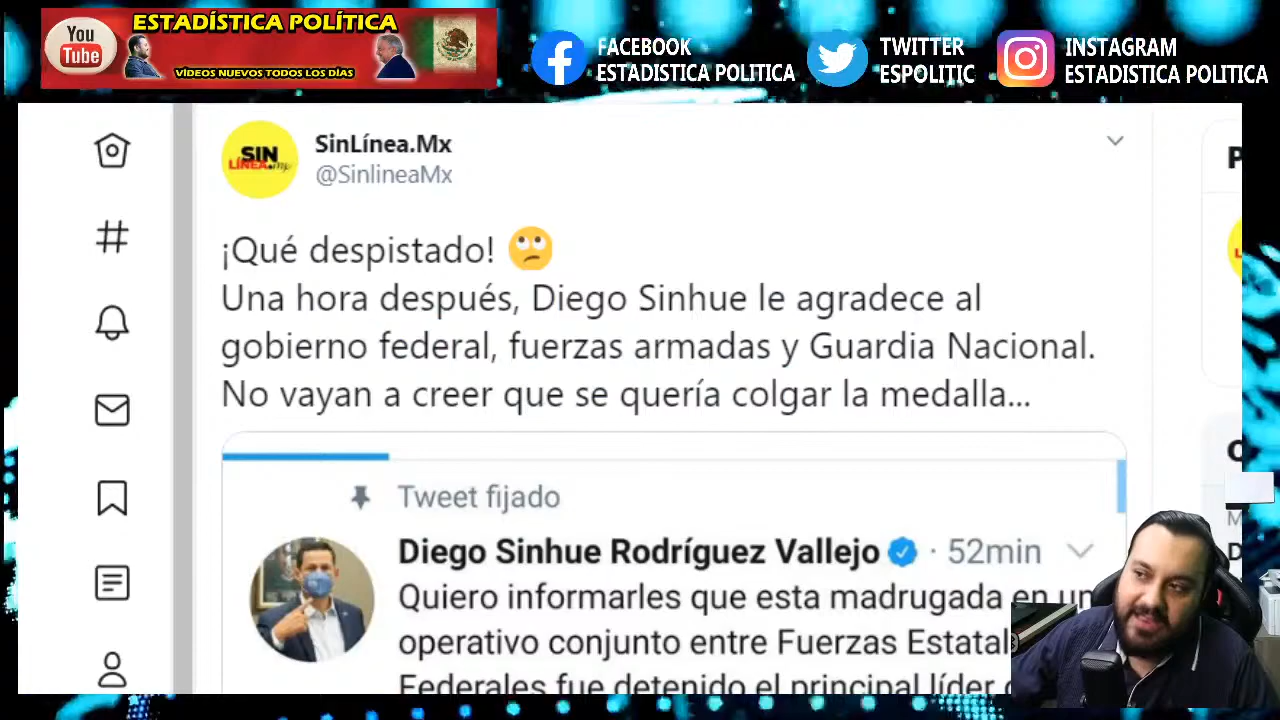 You
Tube
ESTADÍSTICA POLÍTICA
VÍDEOS NUEVOS TODOS LOS DÍAS
FACEBOOK
ESTADISTICA POLITICA
TWITTER
ESPOLITIC
INSTAGRAM
ESTADISTICA POLITICA
SIN
LÍNEA.mx
SinLínea.Mx
@SinlineaMx
¡Qué despistado! 🙄
Una hora después, Diego Sinhue le agradece al
gobierno federal, fuerzas armadas y Guardia Nacional.
No vayan a creer que se quería colgar la medalla...
Tweet fijado
Diego Sinhue Rodríguez Vallejo · 52min
Quiero informarles que esta madrugada en un
operativo conjunto entre Fuerzas Estatal
Federales fue detenido el principal líder